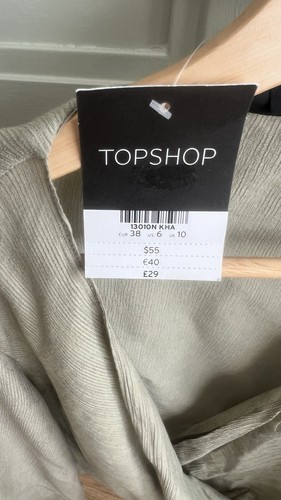 TOPSHOP
13010N KHA
EUR 38 US 6 UK 10
$55
€40
£29